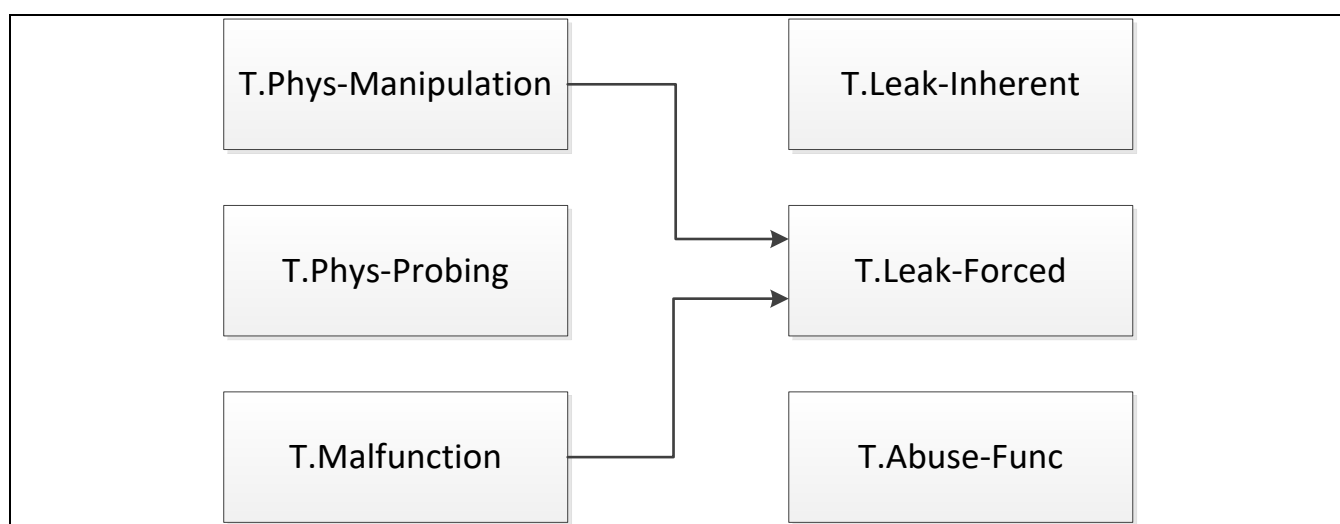 T.Phys-Manipulation
T.Leak-Inherent
T.Phys-Probing
T.Leak-Forced
T.Malfunction
T.Abuse-Func